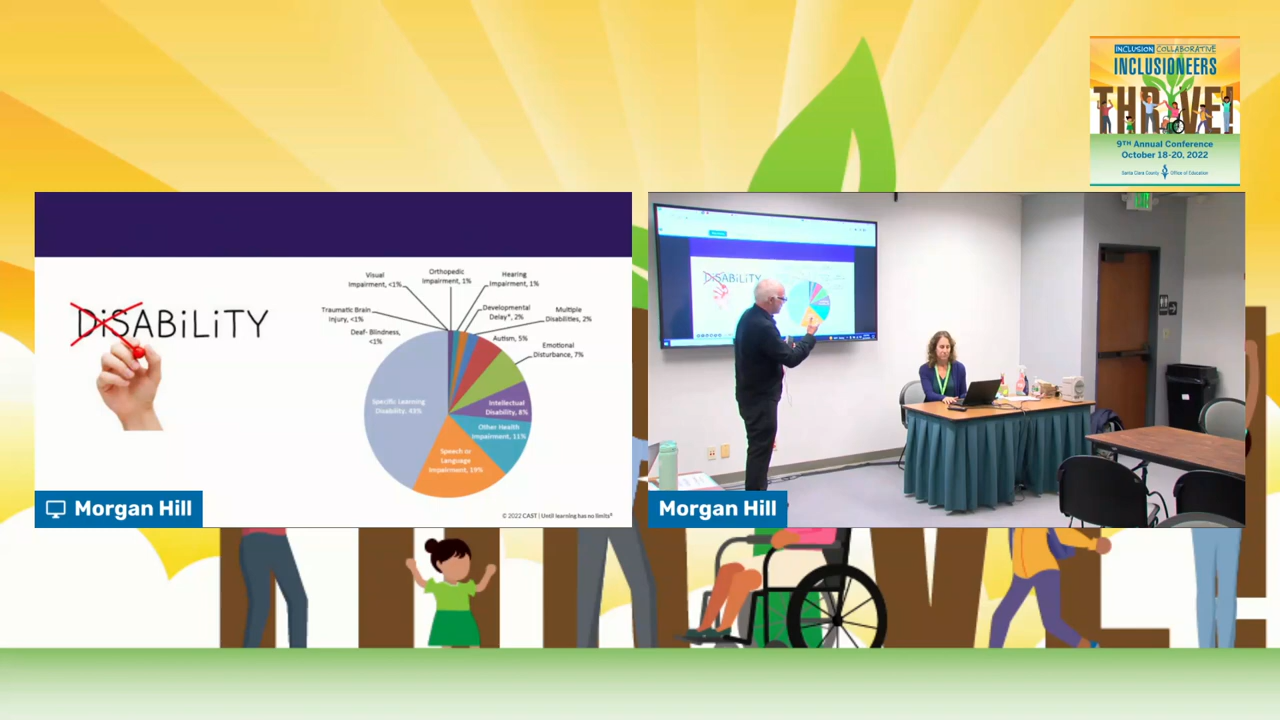 INCLUSION COLLABORATIVE
INCLUSIONEERS
THRIVE!
9TH Annual Conference
October 18-20, 2022
Santa Clara County Office of Education
DiSABiLiTY
Visual
Impairment, <1%
Orthopedic
Impairment, 1%
Hearing
Impairment, 1%
Traumatic Brain
Injury, <1%
Developmental
Delay*, 2%
Multiple
Disabilities, 2%
Deaf- Blindness,
<1%
Autism, 5%
Emotional
Disturbance, 7%
Specific Learning
Disability, 43%
Intellectual
Disability, 8%
Other Health
Impairment, 11%
Speech or
Language
Impairment, 19%
© 2022 CAST | Until learning has no limits®
Morgan Hill
DiSABiLiTY
Morgan Hill